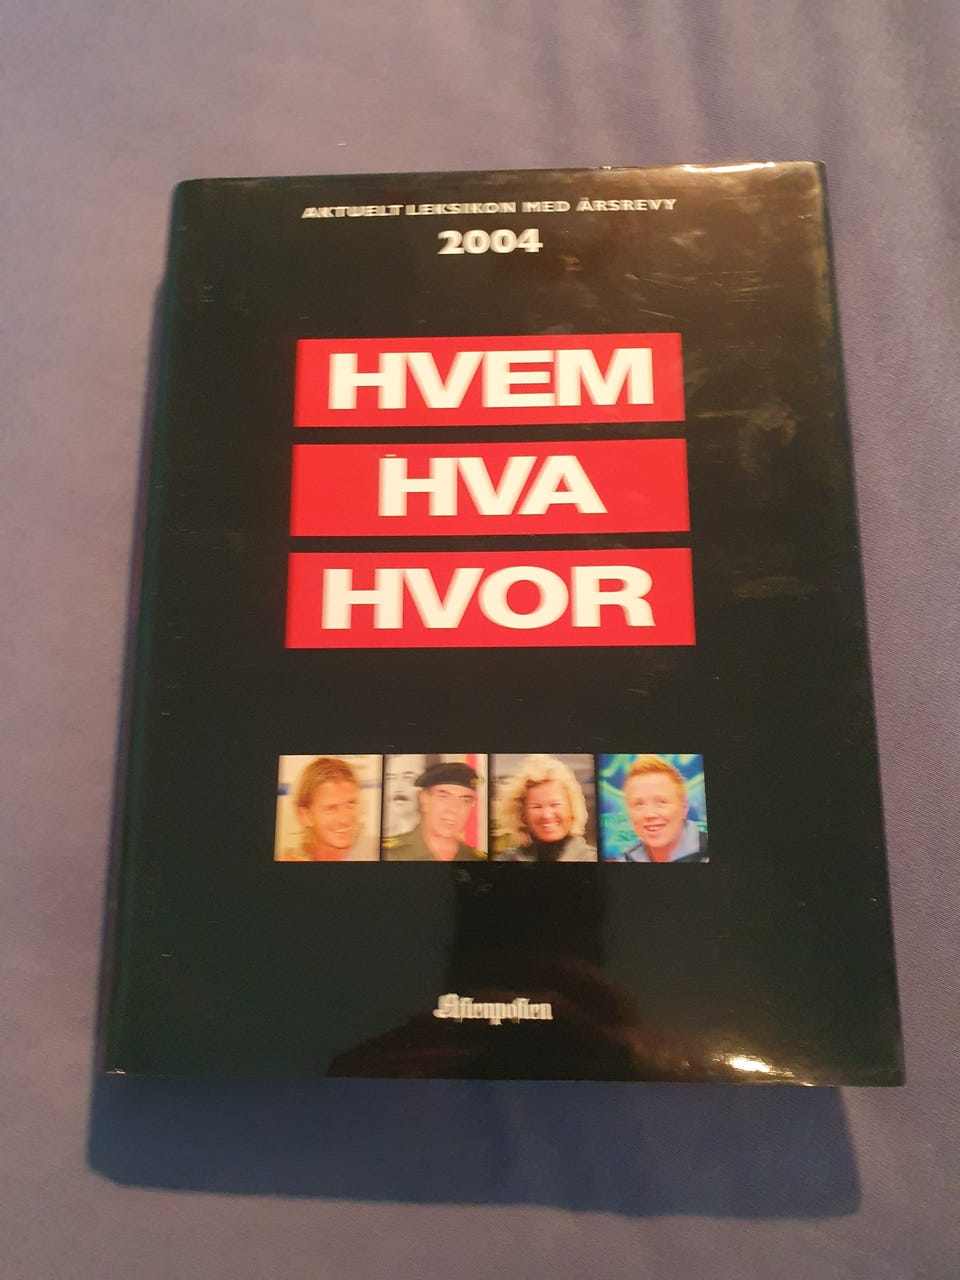 AKTUELT LEKSIKON MED ÅRSREVY
2004
HVEM
HVA
HVOR
Aftenposten